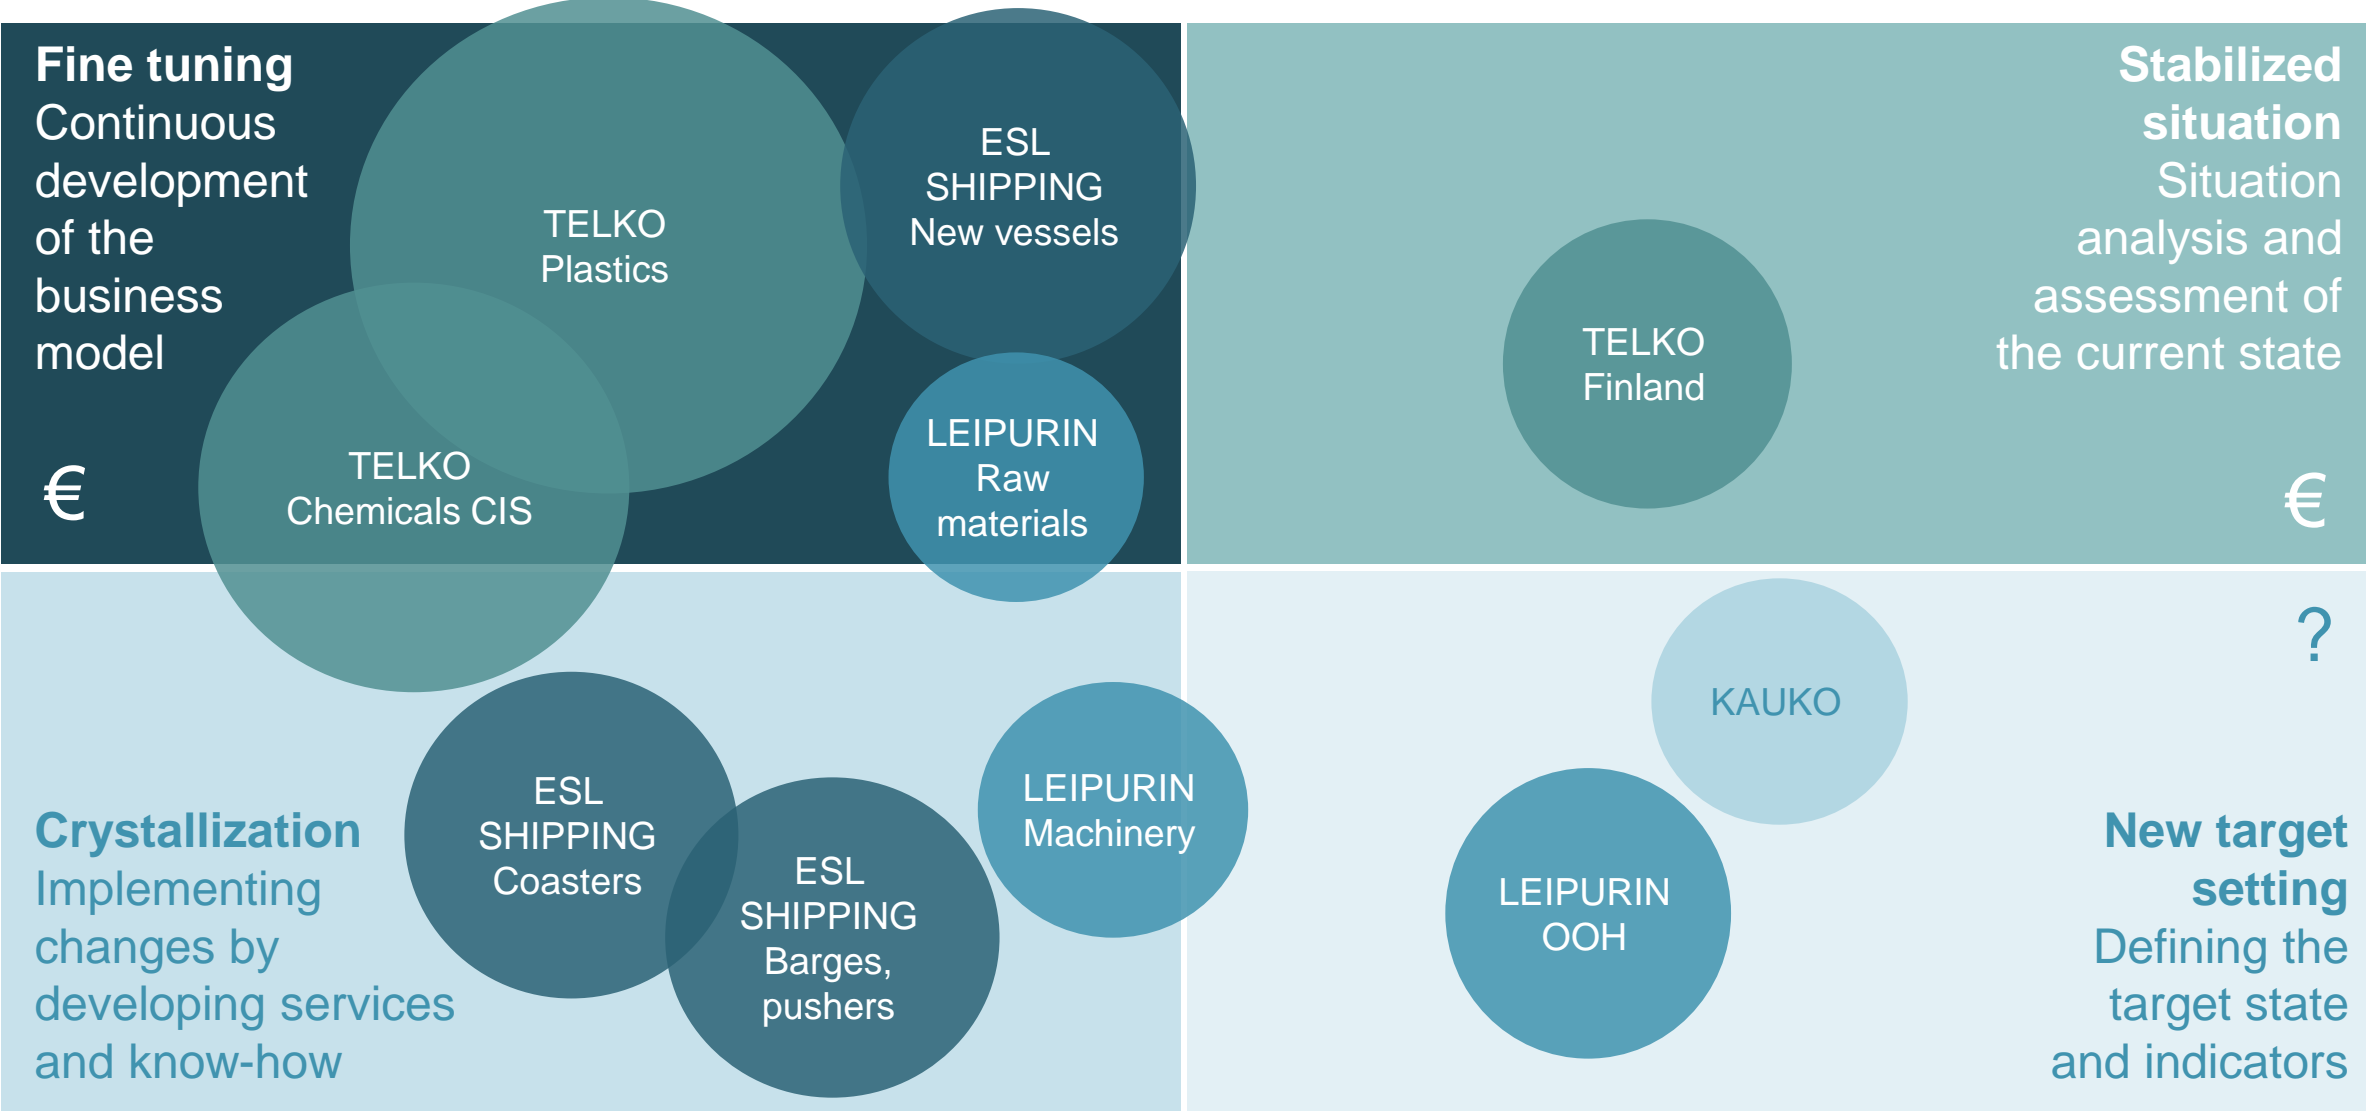 Fine tuning
Continuous
development
of the
business
model
€
TELKO
Plastics
ESL
SHIPPING
New vessels
TELKO
Chemicals CIS
LEIPURIN
Raw
materials
Stabilized
situation
Situation
analysis and
assessment of
the current state
€
TELKO
Finland
Crystallization
Implementing
changes by
developing services
and know-how
ESL
SHIPPING
Coasters
ESL
SHIPPING
Barges,
pushers
LEIPURIN
Machinery
?
KAUKO
LEIPURIN
OOH
New target
setting
Defining the
target state
and indicators